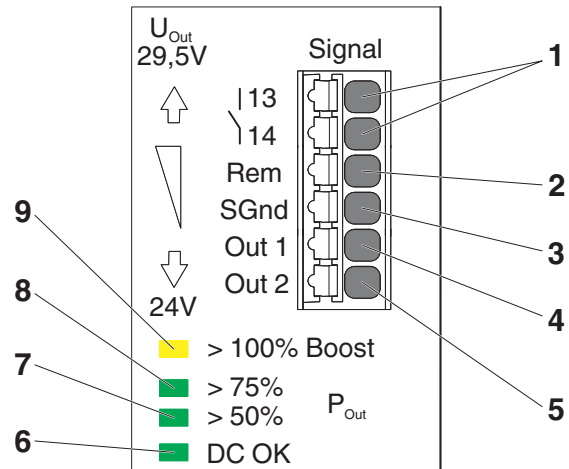 U_Out
29,5V
Signal
1
13
14
Rem
2
SGnd
3
9
Out 1
8
Out 2
4
24V
> 100% Boost
7
> 75%
5
> 50%
P_Out
6
DC OK